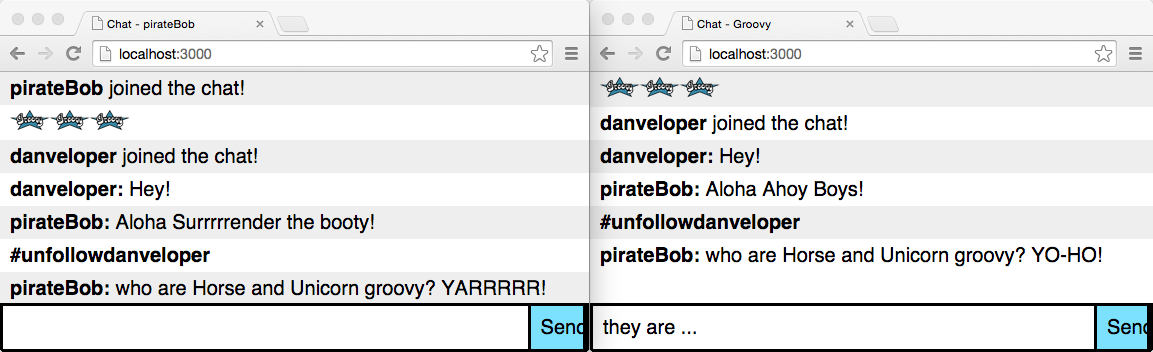 Chat - pirateBob
localhost:3000
pirateBob joined the chat!
danveloper joined the chat!
danveloper: Hey!
pirateBob: Aloha Surrrrender the booty!
#unfollowdanveloper
pirateBob: who are Horse and Unicorn groovy? YARRRRR!
Send
Chat - Groovy
localhost:3000
danveloper joined the chat!
danveloper: Hey!
pirateBob: Aloha Ahoy Boys!
#unfollowdanveloper
pirateBob: who are Horse and Unicorn groovy? YO-HO!
they are ...
Send